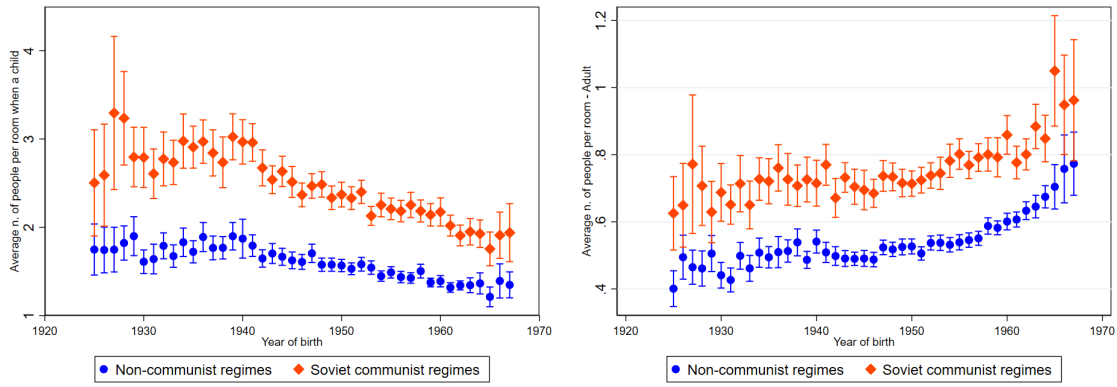 Average n. of people per room when a child
4
3
2
1
1920 1930 1940 1950 1960 1970
Year of birth
Non-communist regimes Soviet communist regimes
Average n. of people per room - Adult
1.2
1
.8
.6
.4
1920 1930 1940 1950 1960 1970
Year of birth
Non-communist regimes Soviet communist regimes